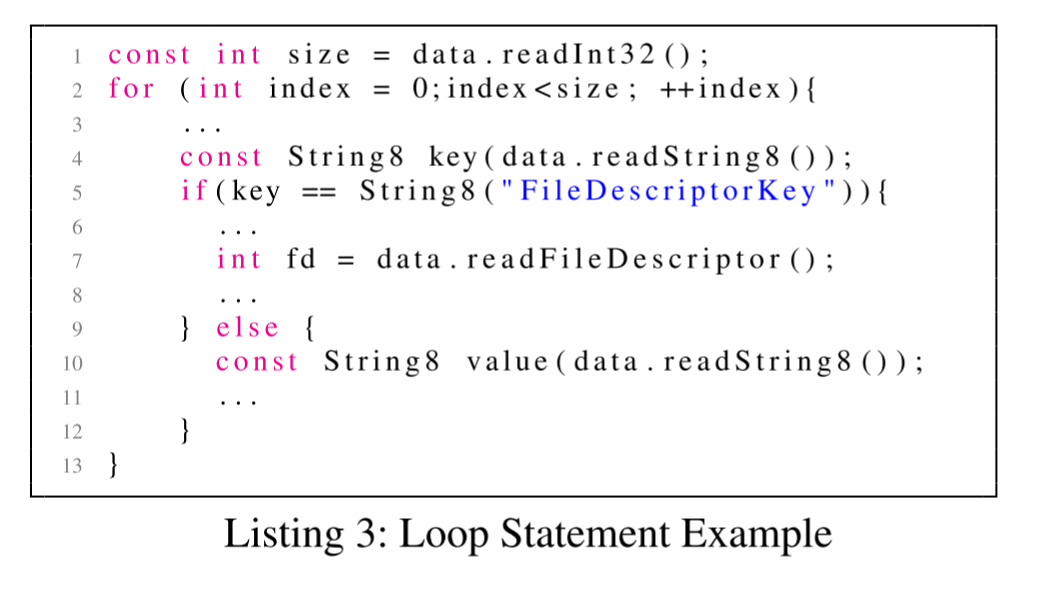 1 const int size = data.readInt32();
2 for (int index = 0;index<size; ++index){
3 ...
4 const String8 key(data.readString8());
5 if(key == String8("FileDescriptorKey")){
6 ...
7 int fd = data.readFileDescriptor();
8 ...
9 } else {
10 const String8 value(data.readString8());
11 ...
12 }
13 }
Listing 3: Loop Statement Example